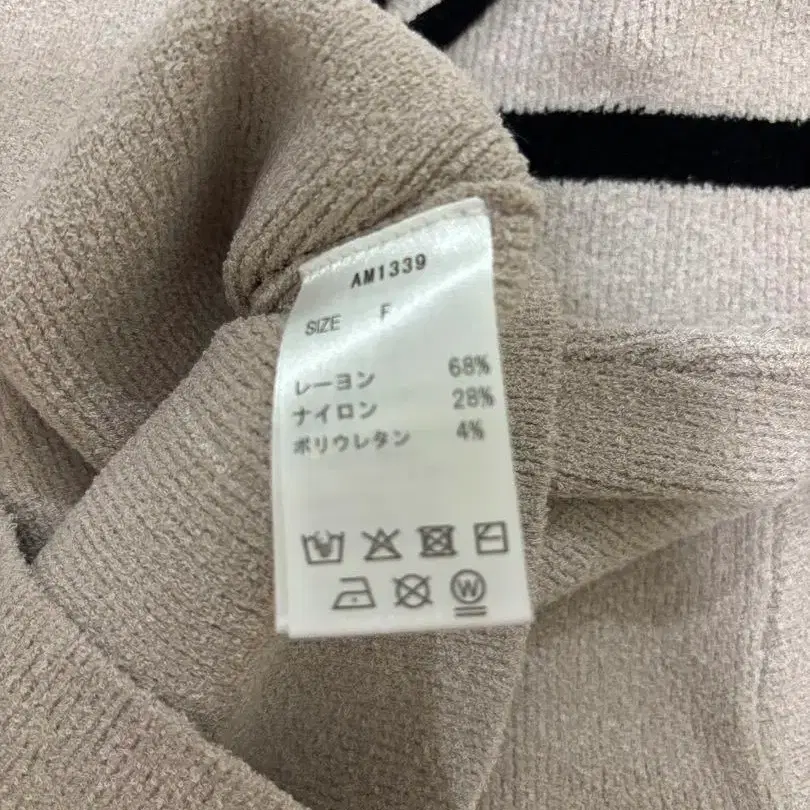 AM1339
SIZE F
レーヨン 68%
ナイロン 28%
ポリウレタン 4%
W